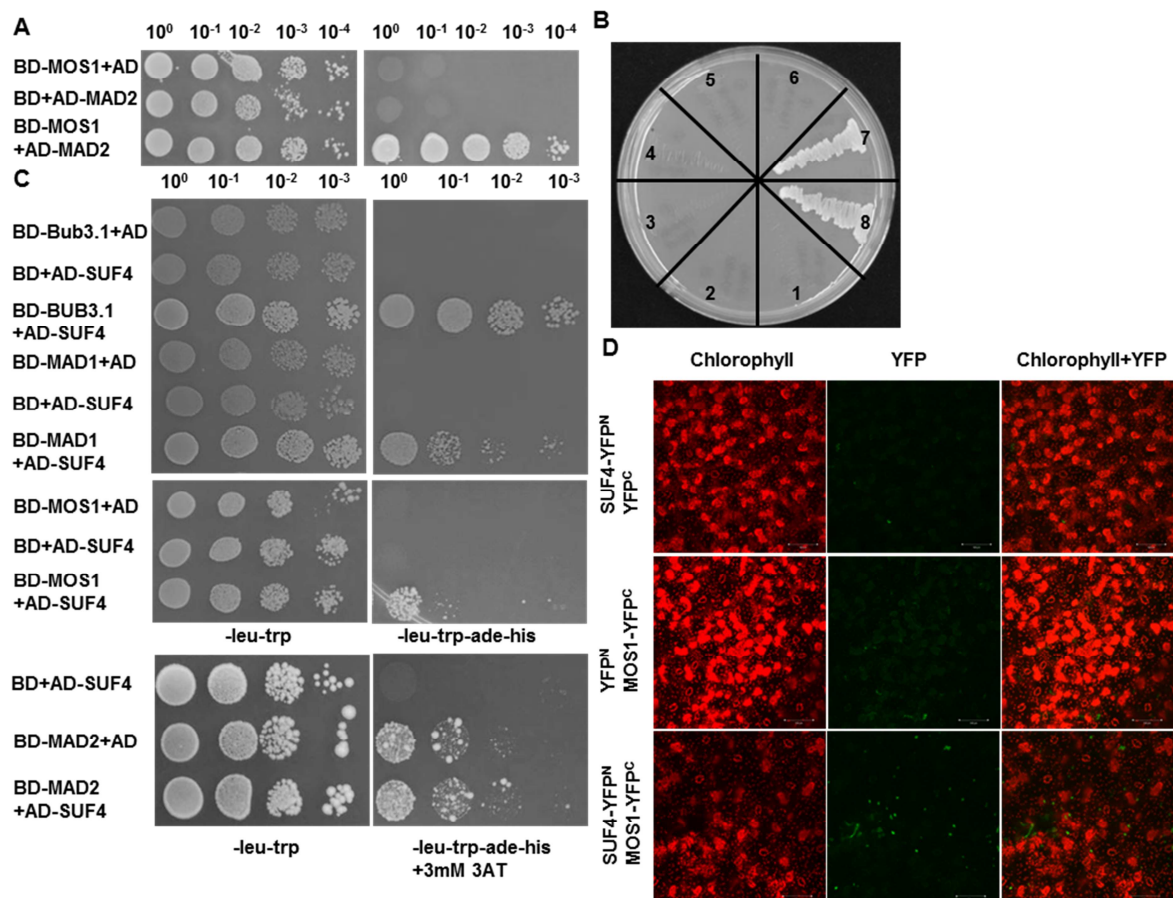 A
10⁰ 10⁻¹ 10⁻² 10⁻³ 10⁻⁴ 10⁰ 10⁻¹ 10⁻² 10⁻³ 10⁻⁴
BD-MOS1+AD
BD+AD-MAD2
BD-MOS1
+AD-MAD2
B
5 6
4 7
3 8
2 1
C
10⁰ 10⁻¹ 10⁻² 10⁻³ 10⁰ 10⁻¹ 10⁻² 10⁻³
BD-Bub3.1+AD
BD+AD-SUF4
BD-BUB3.1
+AD-SUF4
BD-MAD1+AD
BD+AD-SUF4
BD-MAD1
+AD-SUF4
BD-MOS1+AD
BD+AD-SUF4
BD-MOS1
+AD-SUF4
-leu-trp -leu-trp-ade-his
BD+AD-SUF4
BD-MAD2+AD
BD-MAD2
+AD-SUF4
-leu-trp -leu-trp-ade-his
+3mM 3AT
D
Chlorophyll YFP Chlorophyll+YFP
SUF4-YFPᴺ
YFPᶜ
YFPᴺ
MOS1-YFPᶜ
SUF4-YFPᴺ
MOS1-YFPᶜ